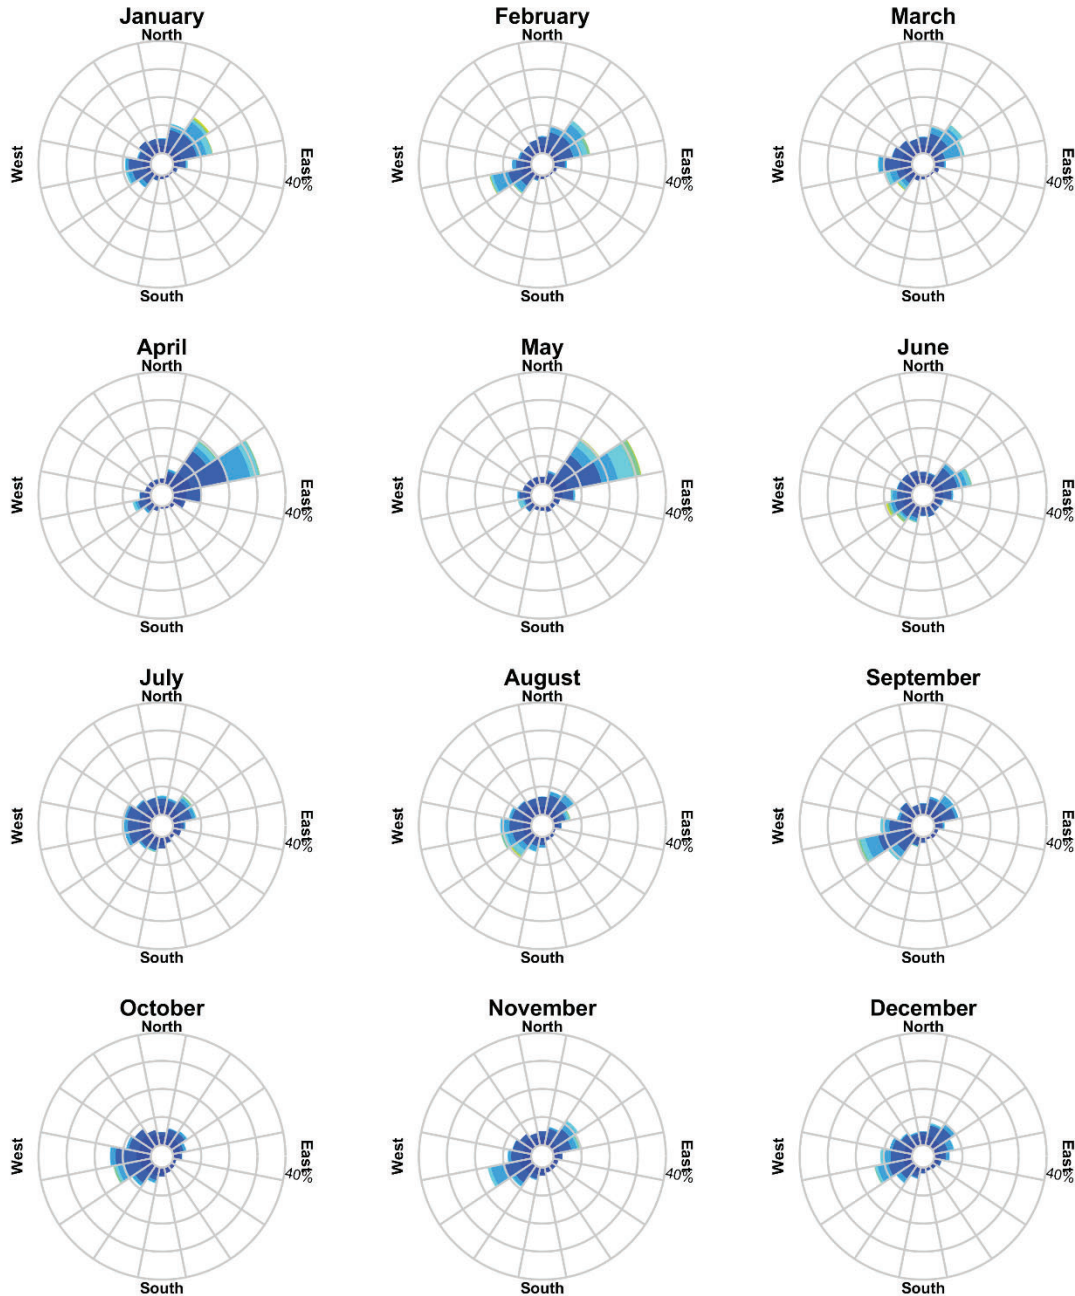 January
North
West
East
40%
South
February
North
West
East
40%
South
March
North
West
East
40%
South
April
North
West
East
40%
South
May
North
West
East
40%
South
June
North
West
East
40%
South
July
North
West
East
40%
South
August
North
West
East
40%
South
September
North
West
East
40%
South
October
North
West
East
40%
South
November
North
West
East
40%
South
December
North
West
East
40%
South